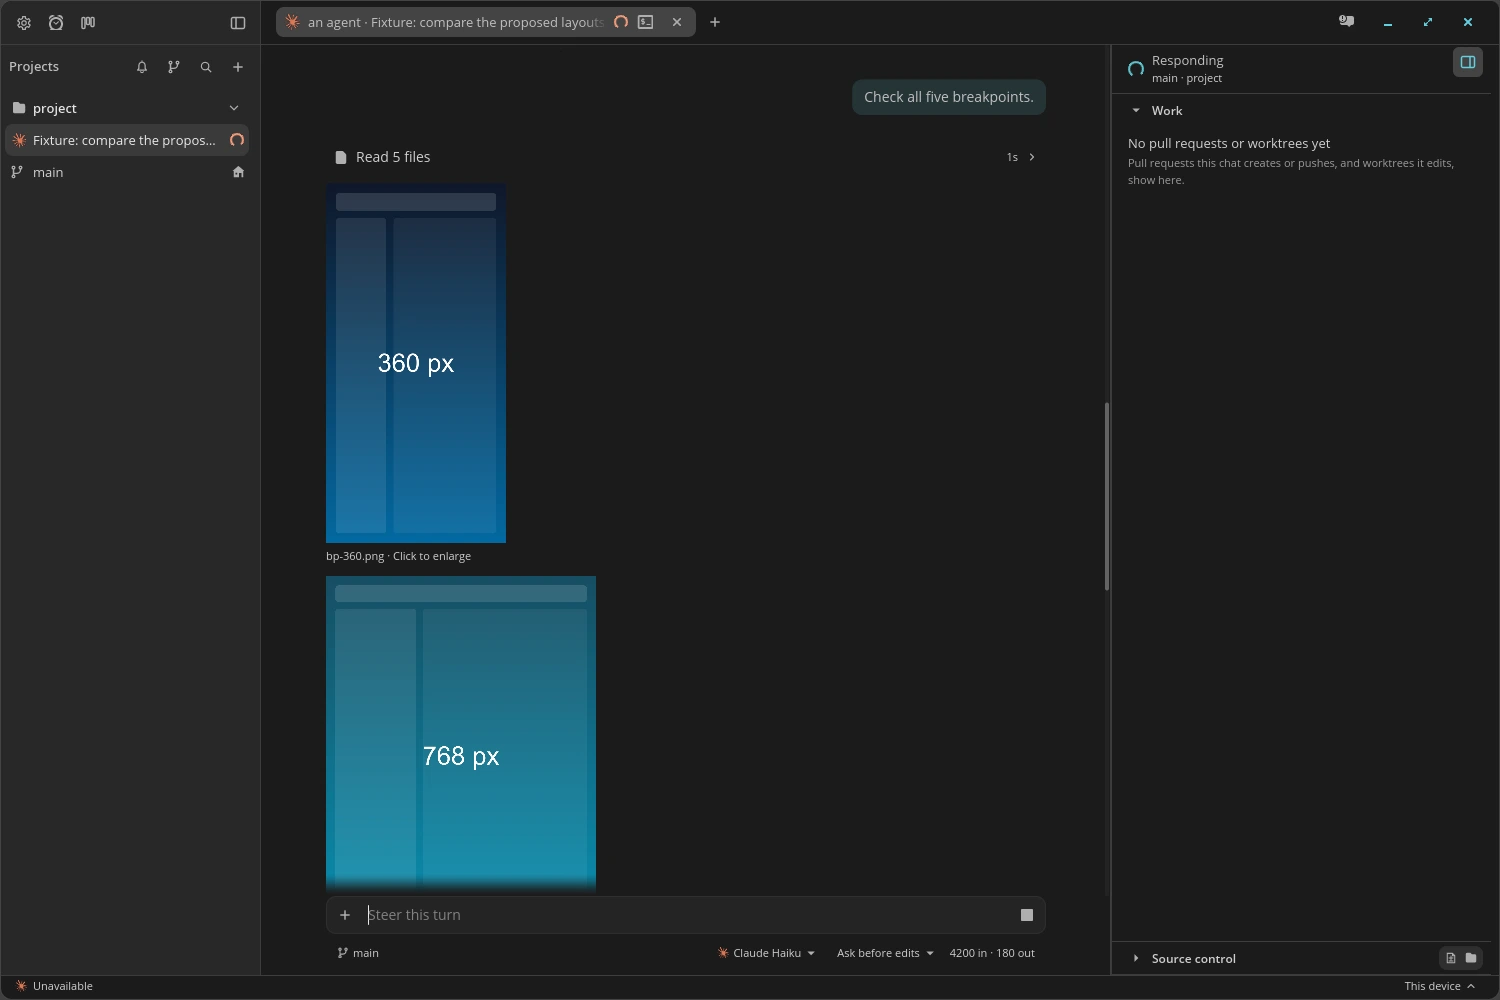 an agent · Fixture: compare the proposed layouts
Projects
project
Fixture: compare the propos...
main
Check all five breakpoints.
Read 5 files
1s
360 px
bp-360.png · Click to enlarge
768 px
Steer this turn
main
Claude Haiku
Ask before edits
4200 in · 180 out
Responding
main · project
Work
No pull requests or worktrees yet
Pull requests this chat creates or pushes, and worktrees it edits,
show here.
Source control
Unavailable
This device